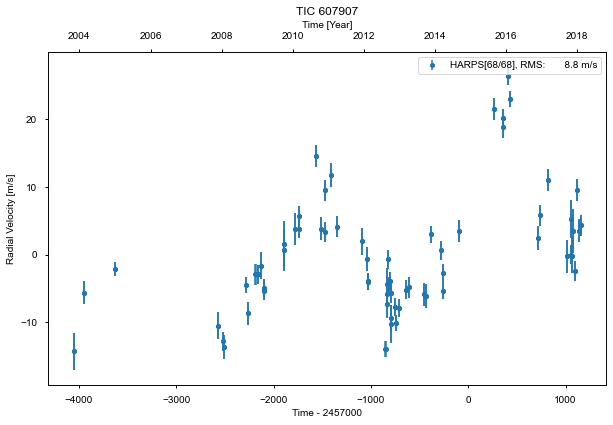 TIC 607907
Time [Year]
2004 2006 2008 2010 2012 2014 2016 2018
HARPS[68/68], RMS: 8.8 m/s
Radial Velocity [m/s]
20
10
0
−10
−4000 −3000 −2000 −1000 0 1000
Time - 2457000